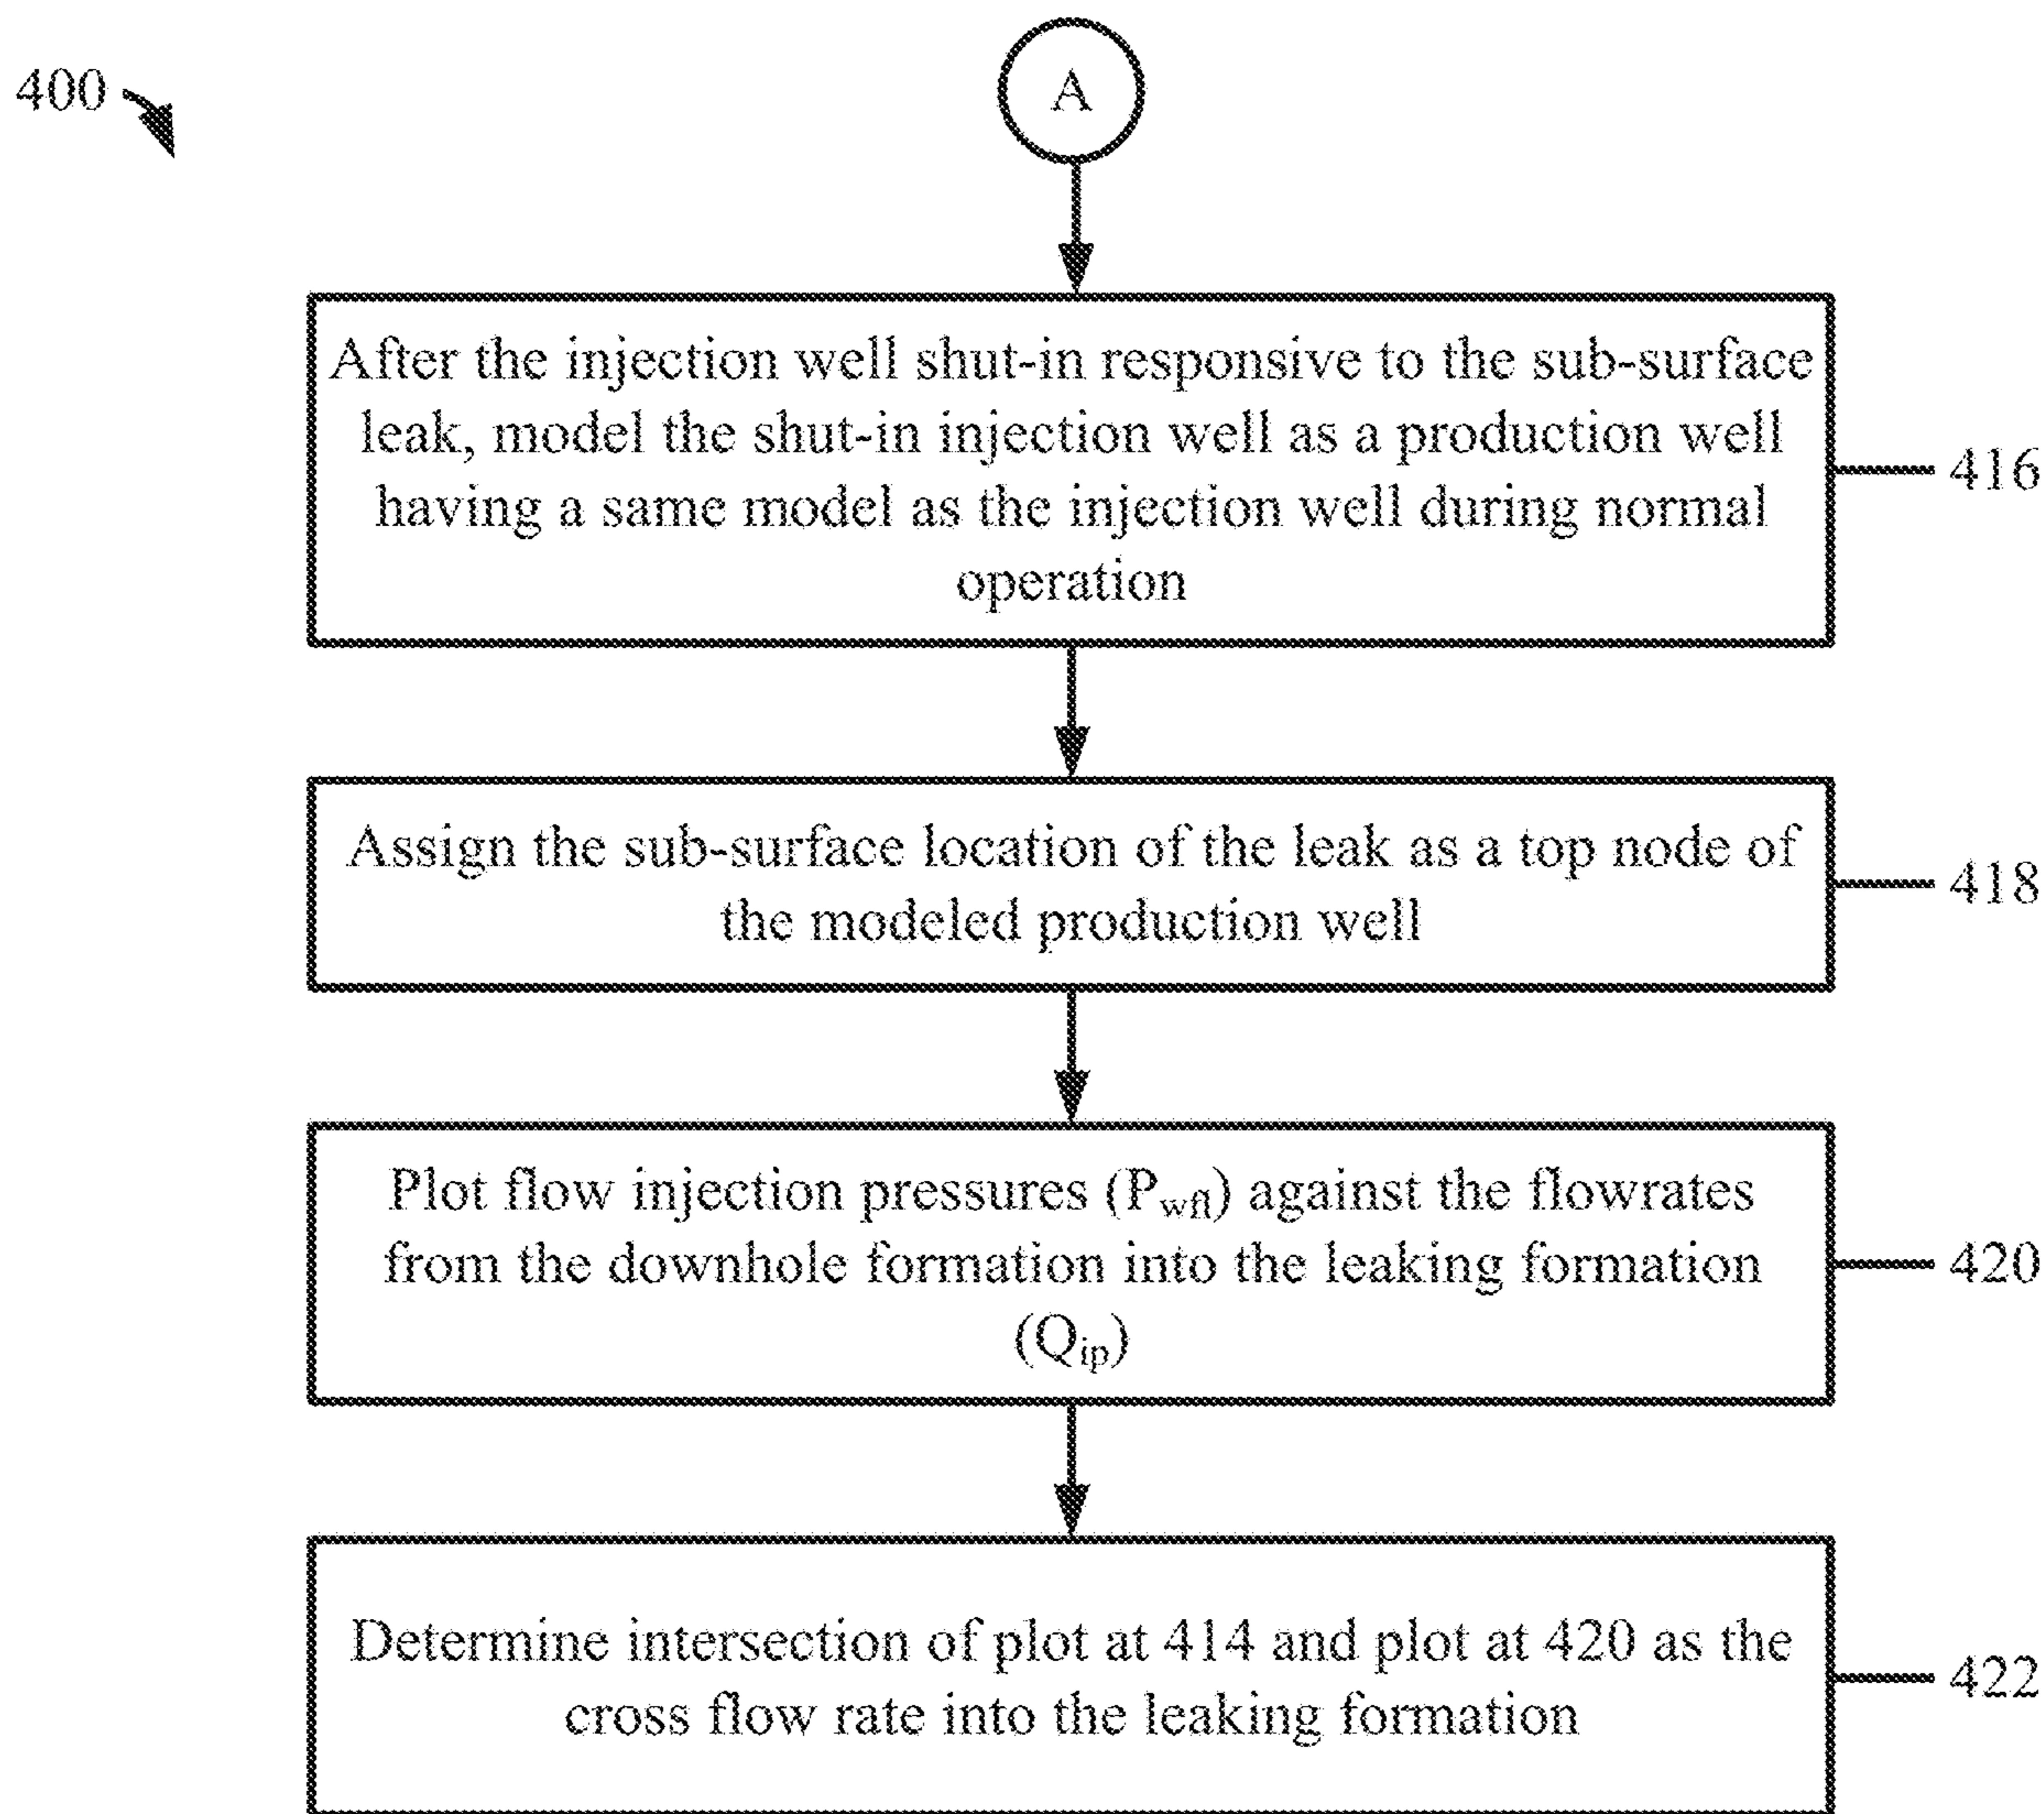 400
A
After the injection well shut-in responsive to the sub-surface
leak, model the shut-in injection well as a production well
having a same model as the injection well during normal
operation
416
Assign the sub-surface location of the leak as a top node of
the modeled production well
418
Plot flow injection pressures (Pwfl) against the flowrates
from the downhole formation into the leaking formation
(Qip)
420
Determine intersection of plot at 414 and plot at 420 as the
cross flow rate into the leaking formation
422